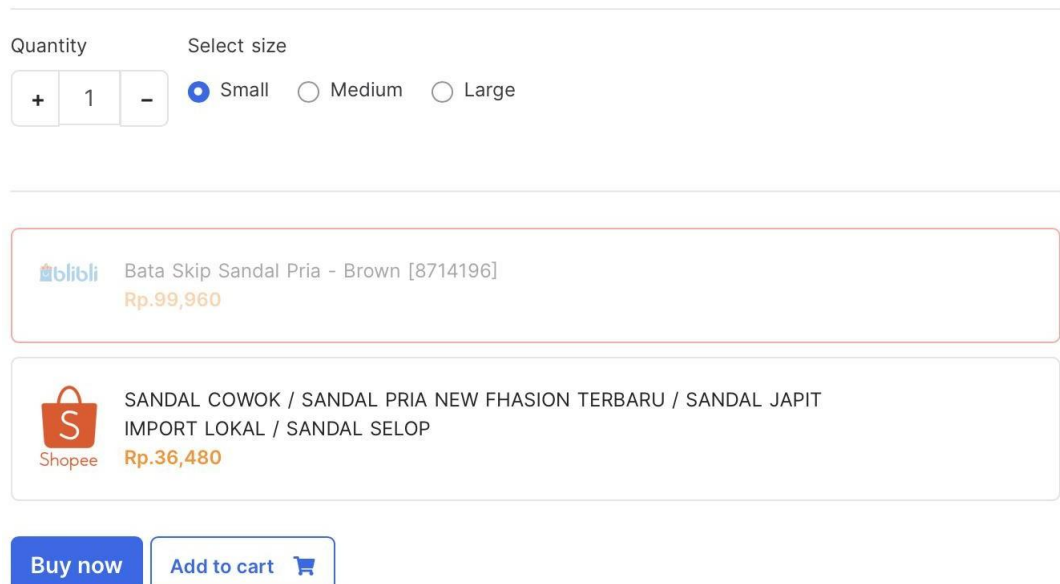 Quantity
Select size
+ 1 -
Small Medium Large
blibli
Bata Skip Sandal Pria - Brown [8714196]
Rp.99,960
SANDAL COWOK / SANDAL PRIA NEW FHASION TERBARU / SANDAL JAPIT
IMPORT LOKAL / SANDAL SELOP
S
Shopee
Rp.36,480
Buy now
Add to cart